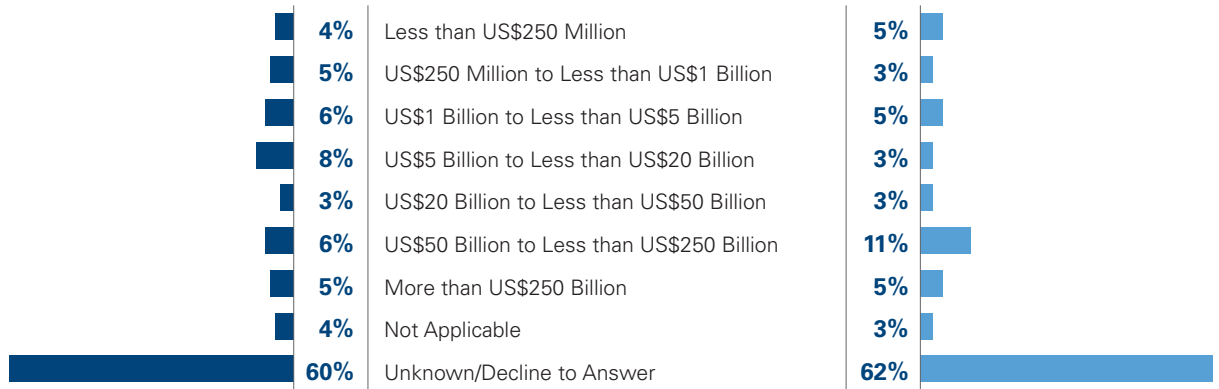 4% Less than US$250 Million 5%
5% US$250 Million to Less than US$1 Billion 3%
6% US$1 Billion to Less than US$5 Billion 5%
8% US$5 Billion to Less than US$20 Billion 3%
3% US$20 Billion to Less than US$50 Billion 3%
6% US$50 Billion to Less than US$250 Billion 11%
5% More than US$250 Billion 5%
4% Not Applicable 3%
60% Unknown/Decline to Answer 62%